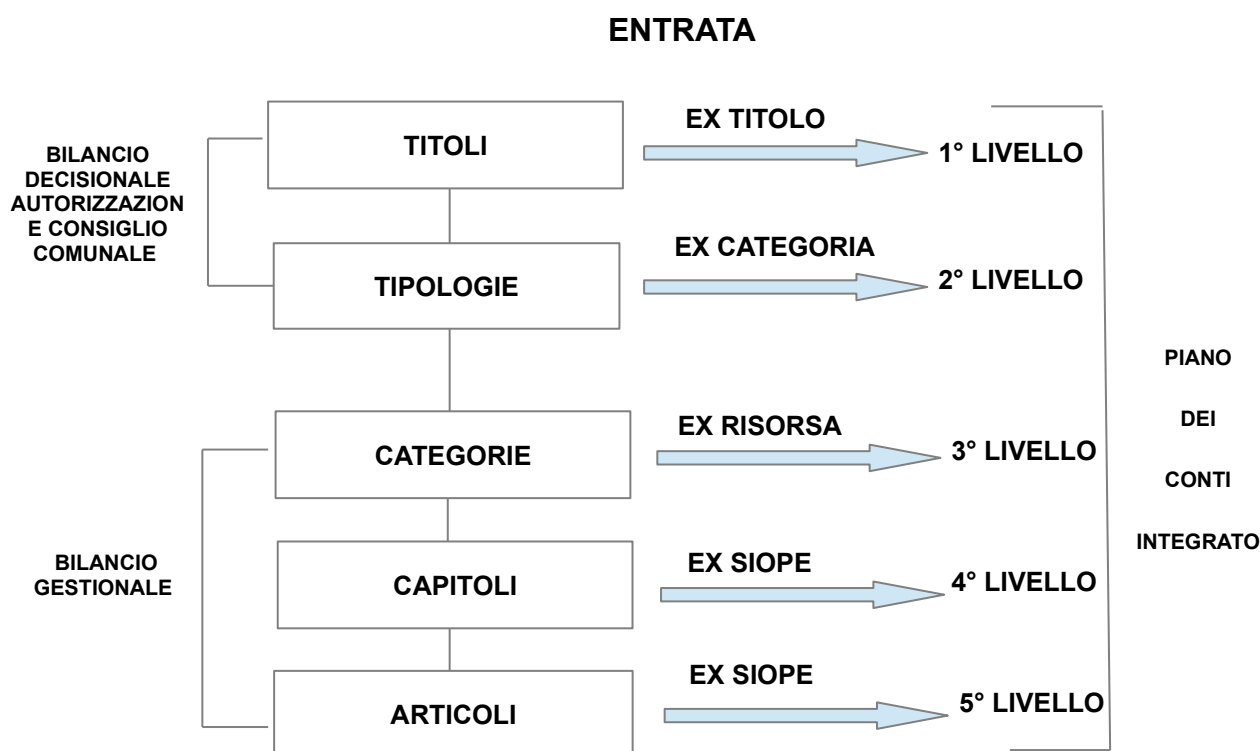 ENTRATA
BILANCIO
DECISIONALE
AUTORIZZAZION
E CONSIGLIO
COMUNALE
TITOLI
EX TITOLO
1° LIVELLO
TIPOLOGIE
EX CATEGORIA
2° LIVELLO
CATEGORIE
EX RISORSA
3° LIVELLO
BILANCIO
GESTIONALE
CAPITOLI
EX SIOPE
4° LIVELLO
ARTICOLI
EX SIOPE
5° LIVELLO
PIANO
DEI
CONTI
INTEGRATO